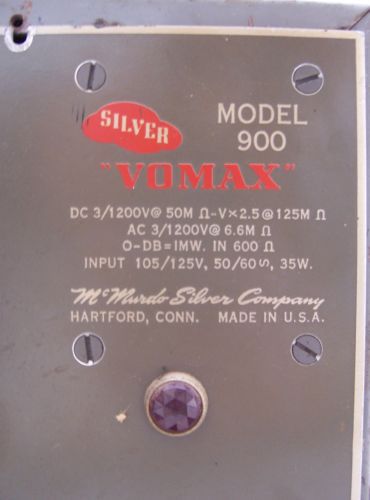 SILVER
MODEL
900
"VOMAX"
DC 3/1200V@ 50M Ω-V×2.5@125M Ω
AC 3/1200V@ 6.6M Ω
O-DB=IMW. IN 600 Ω
INPUT 105/125V, 50/60∽, 35W.
McMurdo Silver Company
HARTFORD, CONN. MADE IN U.S.A.